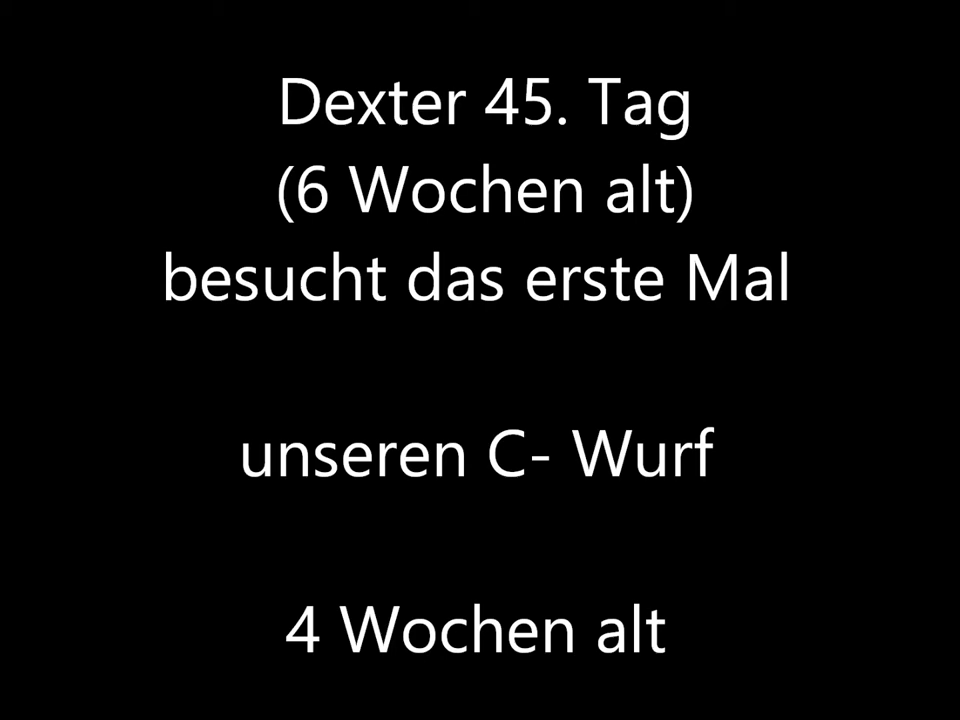 Dexter 45. Tag
(6 Wochen alt)
besucht das erste Mal
unseren C- Wurf
4 Wochen alt